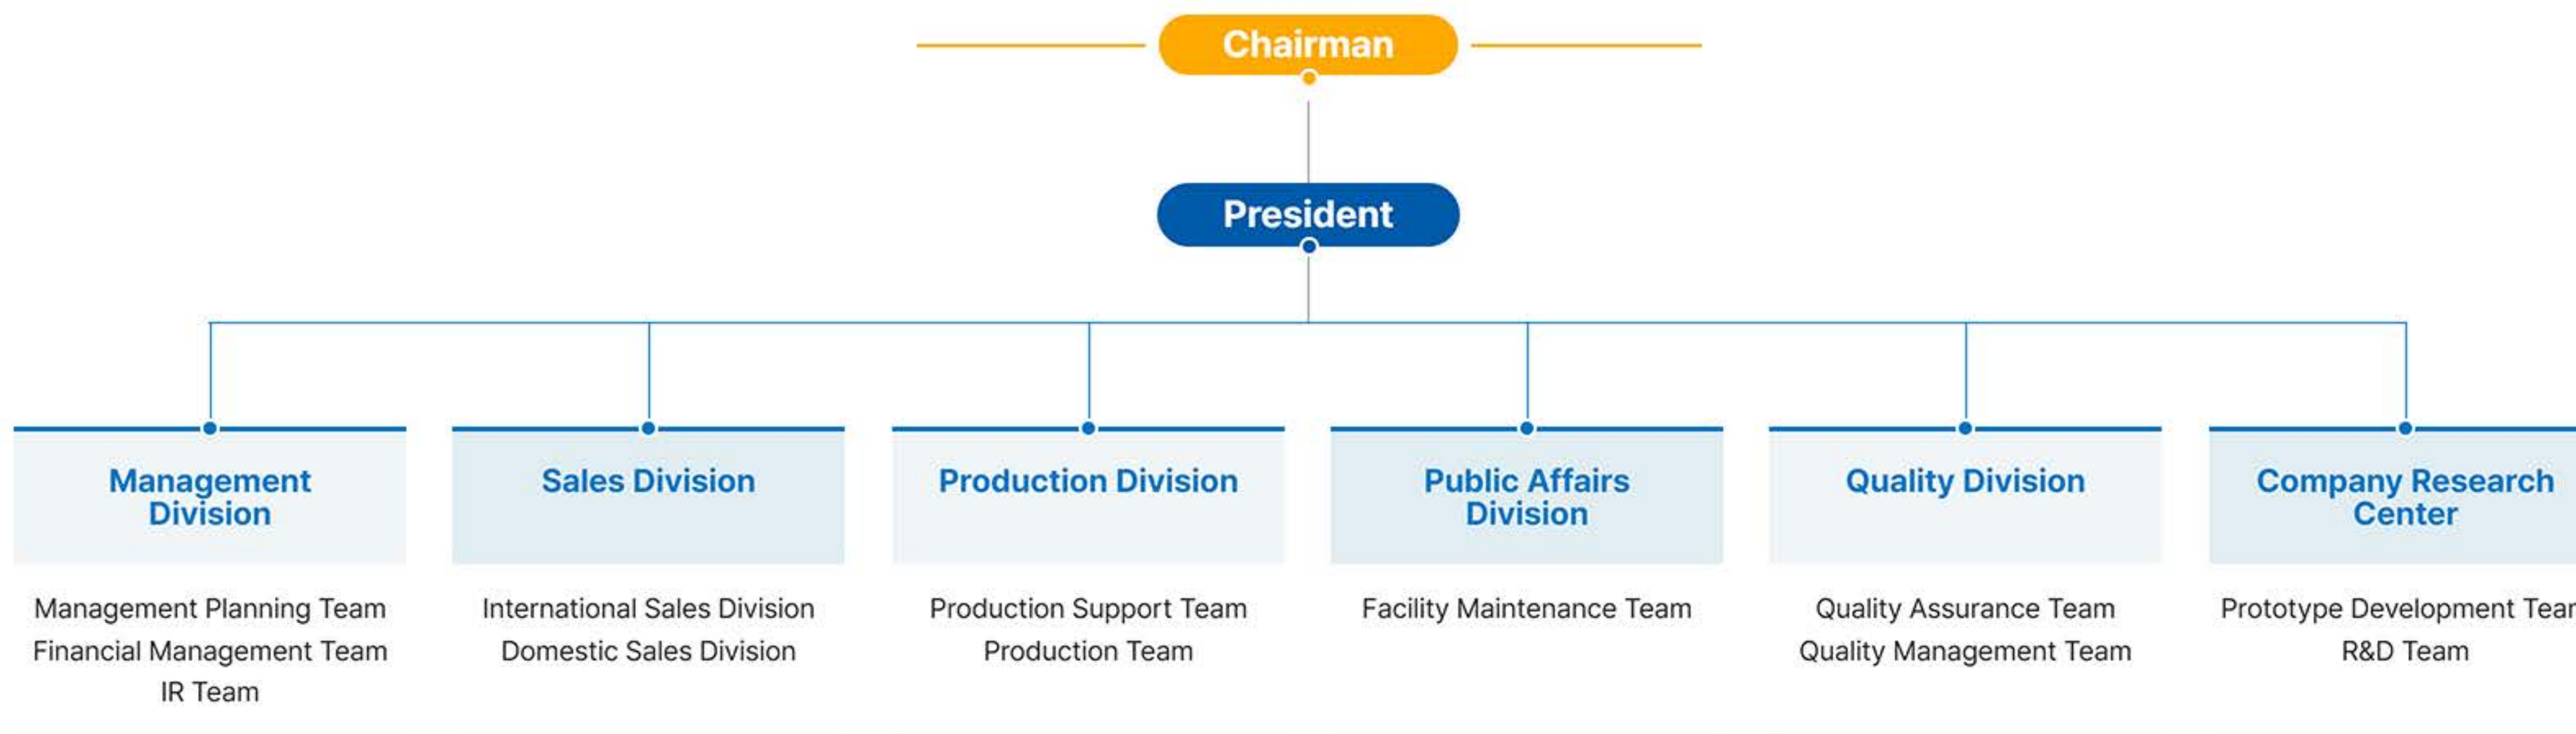 Chairman
President
Management
Division
Sales Division
Production Division
Public Affairs
Division
Quality Division
Company Research
Center
Management Planning Team
Financial Management Team
IR Team
International Sales Division
Domestic Sales Division
Production Support Team
Production Team
Facility Maintenance Team
Quality Assurance Team
Quality Management Team
Prototype Development
R&D Team